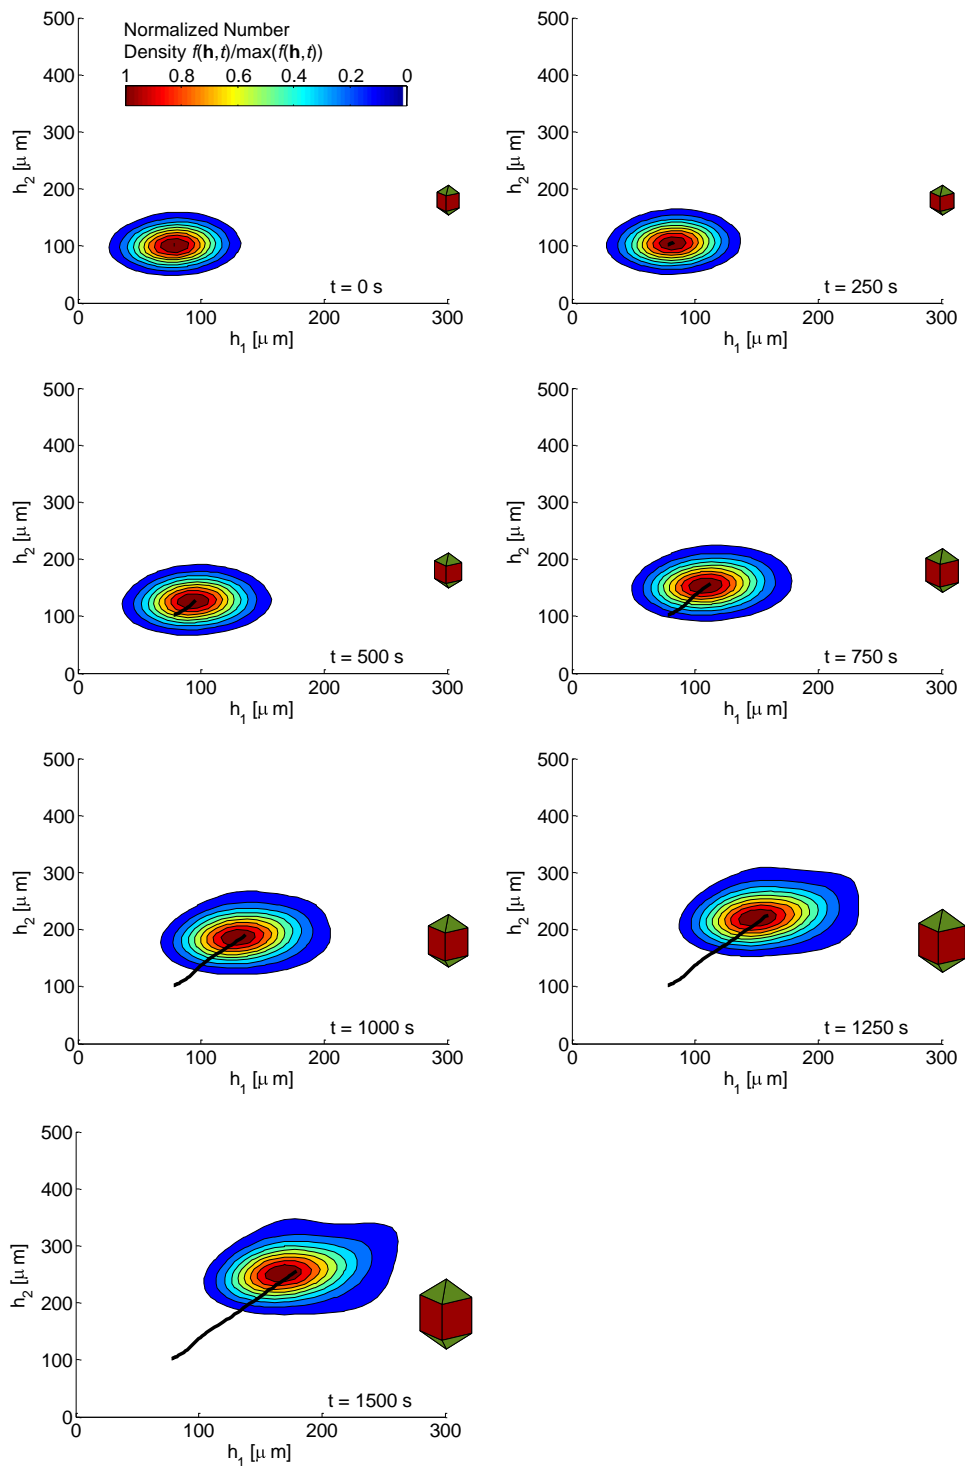 500
400
300
200
100
0
h₂ [μ m]
Normalized Number
Density f(h,t)/max(f(h,t))
1 0.8 0.6 0.4 0.2 0
t = 0 s
0 100 200 300
h₁ [μ m]
500
400
300
200
100
0
h₂ [μ m]
t = 250 s
0 100 200 300
h₁ [μ m]
500
400
300
200
100
0
h₂ [μ m]
t = 500 s
0 100 200 300
h₁ [μ m]
500
400
300
200
100
0
h₂ [μ m]
t = 750 s
0 100 200 300
h₁ [μ m]
500
400
300
200
100
0
h₂ [μ m]
t = 1000 s
0 100 200 300
h₁ [μ m]
500
400
300
200
100
0
h₂ [μ m]
t = 1250 s
0 100 200 300
h₁ [μ m]
500
400
300
200
100
0
h₂ [μ m]
t = 1500 s
0 100 200 300
h₁ [μ m]